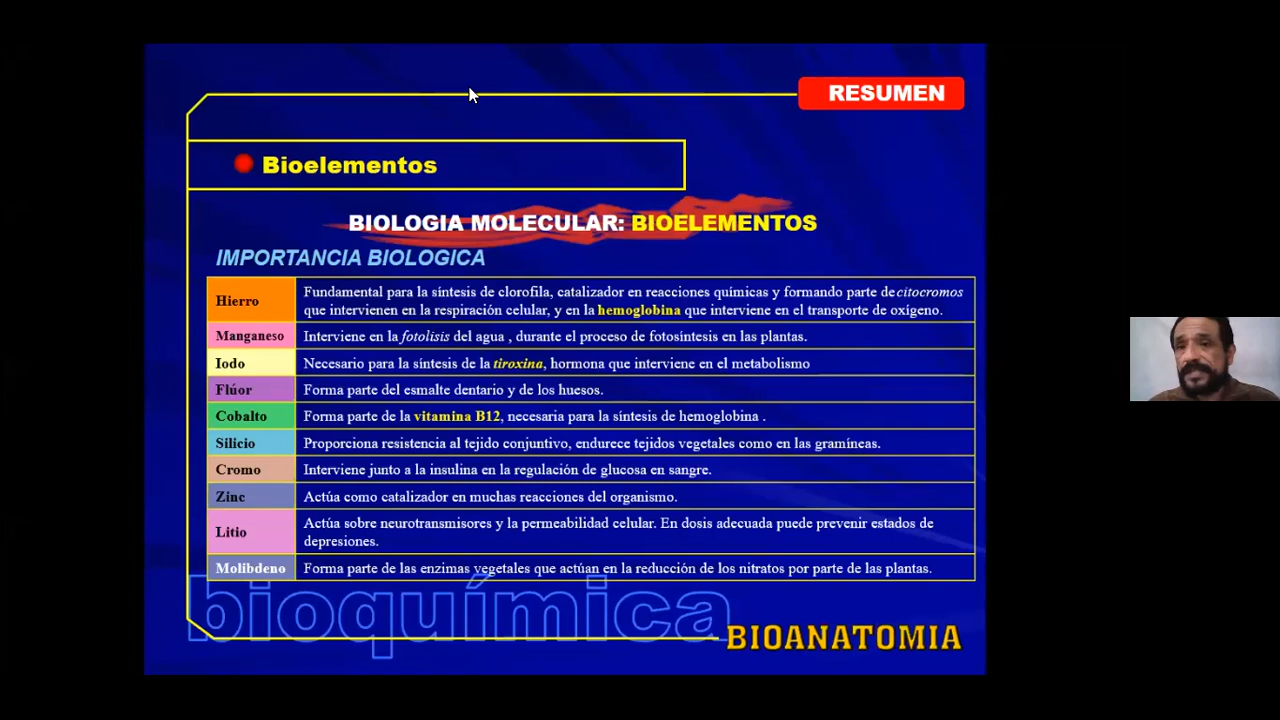 RESUMEN
Bioelementos
BIOLOGIA MOLECULAR: BIOELEMENTOS
IMPORTANCIA BIOLOGICA
Hierro
Fundamental para la síntesis de clorofila, catalizador en reacciones químicas y formando parte de citocromos
que intervienen en la respiración celular, y en la hemoglobina que interviene en el transporte de oxígeno.
Manganeso
Interviene en la fotolisis del agua , durante el proceso de fotosíntesis en las plantas.
Iodo
Necesario para la síntesis de la tiroxina, hormona que interviene en el metabolismo
Flúor
Forma parte del esmalte dentario y de los huesos.
Cobalto
Forma parte de la vitamina B12, necesaria para la síntesis de hemoglobina .
Silicio
Proporciona resistencia al tejido conjuntivo, endurece tejidos vegetales como en las gramíneas.
Cromo
Interviene junto a la insulina en la regulación de glucosa en sangre.
Zinc
Actúa como catalizador en muchas reacciones del organismo.
Litio
Actúa sobre neurotransmisores y la permeabilidad celular. En dosis adecuada puede prevenir estados de
depresiones.
Molibdeno
Forma parte de las enzimas vegetales que actúan en la reducción de los nitratos por parte de las plantas.
bioquímica
BIOANATOMIA